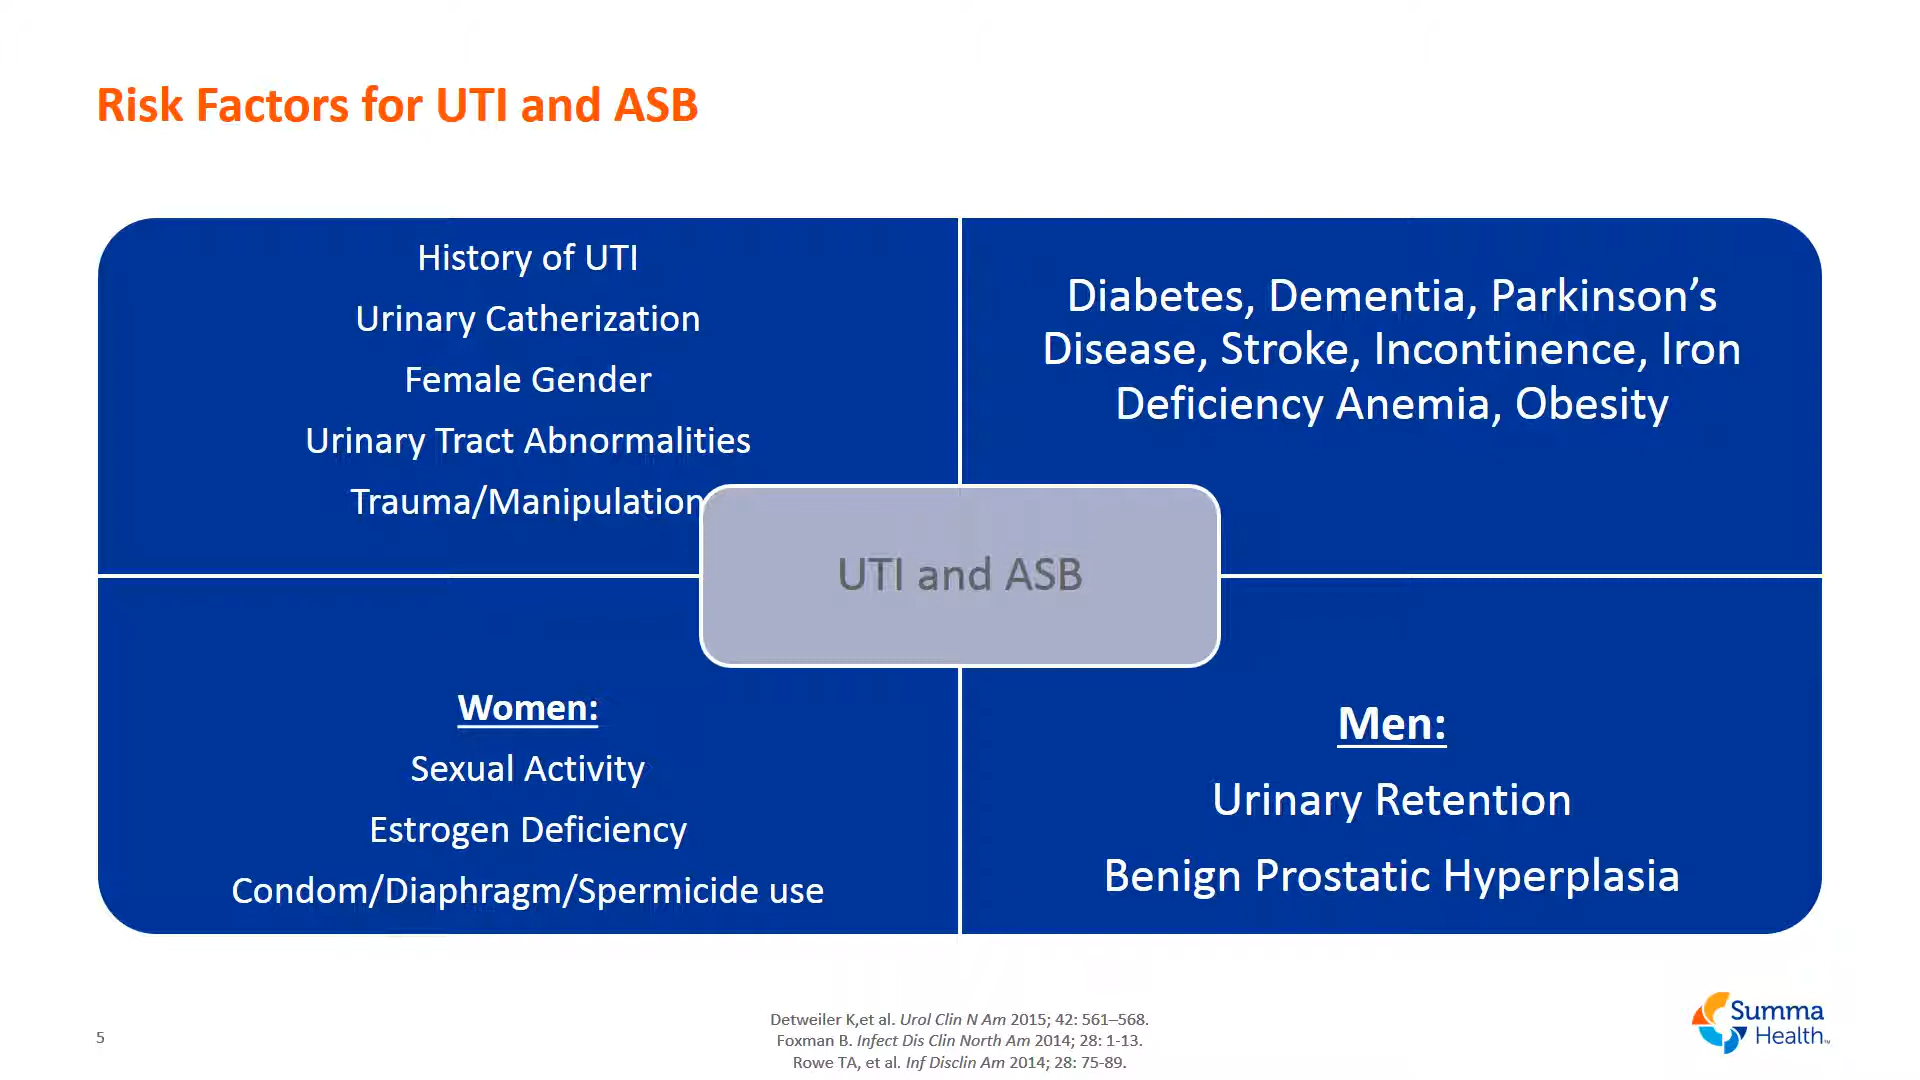 Risk Factors for UTI and ASB
History of UTI
Urinary Catherization
Female Gender
Urinary Tract Abnormalities
Trauma/Manipulation
Diabetes, Dementia, Parkinson’s
Disease, Stroke, Incontinence, Iron
Deficiency Anemia, Obesity
UTI and ASB
Women:
Sexual Activity
Estrogen Deficiency
Condom/Diaphragm/Spermicide use
Men:
Urinary Retention
Benign Prostatic Hyperplasia
5
Detweiler K,et al. Urol Clin N Am 2015; 42: 561–568.
Foxman B. Infect Dis Clin North Am 2014; 28: 1-13.
Rowe TA, et al. Inf Disclin Am 2014; 28: 75-89.
Summa
Health